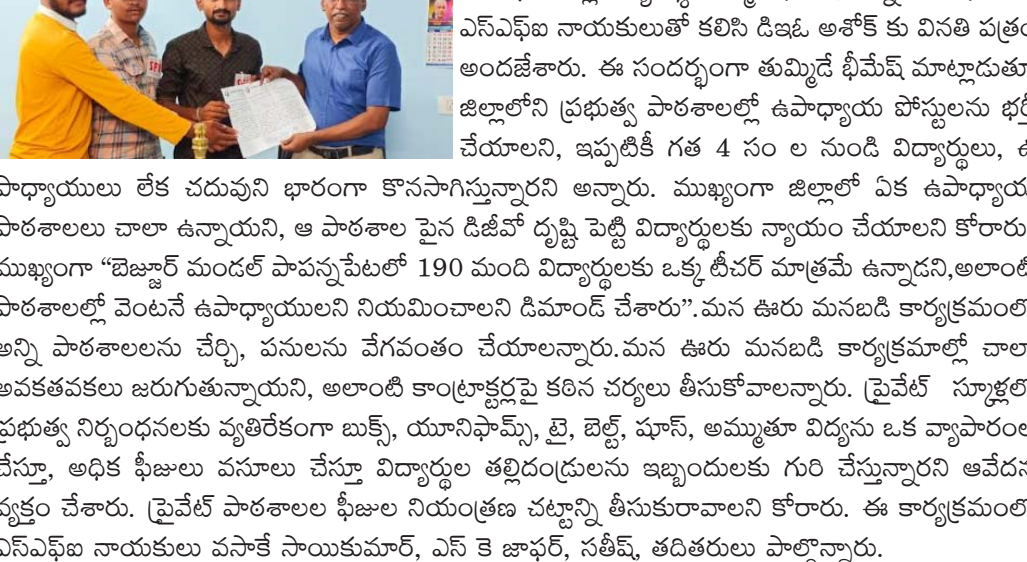 ఎస్ఎఫ్ఐ నాయకులుతో కలిసి డిఇఓ అశోక్ కు వినతి పత్రం
అందజేశారు. ఈ సందర్భంగా తుమ్మిడే భీమేష్ మాట్లాడుతూ
జిల్లాలోని ప్రభుత్వ పాఠశాలల్లో ఉపాధ్యాయ పోస్టులను భర్తీ
చేయాలని, ఇప్పటికీ గత 4 సం ల నుండి విద్యార్థులు, ఉ
పాధ్యాయులు లేక చదువుని భారంగా కొనసాగిస్తున్నారని అన్నారు. ముఖ్యంగా జిల్లాలో ఏక ఉపాధ్యాయ
పాఠశాలలు చాలా ఉన్నాయని, ఆ పాఠశాల పైన డిజీవో దృష్టి పెట్టి విద్యార్థులకు న్యాయం చేయాలని కోరారు
ముఖ్యంగా “బెజ్జూర్ మండల్ పాపన్నపేటలో 190 మంది విద్యార్థులకు ఒక్క టీచర్ మాత్రమే ఉన్నాడని,అలాంటి
పాఠశాలల్లో వెంటనే ఉపాధ్యాయులని నియమించాలని డిమాండ్ చేశారు”.మన ఊరు మనబడి కార్యక్రమంలో
అన్ని పాఠశాలలను చేర్చి, పనులను వేగవంతం చేయాలన్నారు.మన ఊరు మనబడి కార్యక్రమాల్లో చాలా
అవకతవకలు జరుగుతున్నాయని, అలాంటి కాంట్రాక్టర్లపై కఠిన చర్యలు తీసుకోవాలన్నారు. ప్రైవేట్ స్కూళ్లలో
ప్రభుత్వ నిర్బంధనలకు వ్యతిరేకంగా బుక్స్, యూనిఫామ్స్, టై, బెల్ట్, షూస్, అమ్ముతూ విద్యను ఒక వ్యాపారంల
చేస్తూ, అధిక ఫీజులు వసూలు చేస్తూ విద్యార్థుల తల్లిదండ్రులను ఇబ్బందులకు గురి చేస్తున్నారని ఆవేదన
వ్యక్తం చేశారు. ప్రైవేట్ పాఠశాలల ఫీజుల నియంత్రణ చట్టాన్ని తీసుకురావాలని కోరారు. ఈ కార్యక్రమంలో
ఎస్ఎఫ్ఐ నాయకులు వసాకే సాయికుమార్, ఎస్ కె జాఫర్, సతీష్, తదితరులు పాల్గొన్నారు.